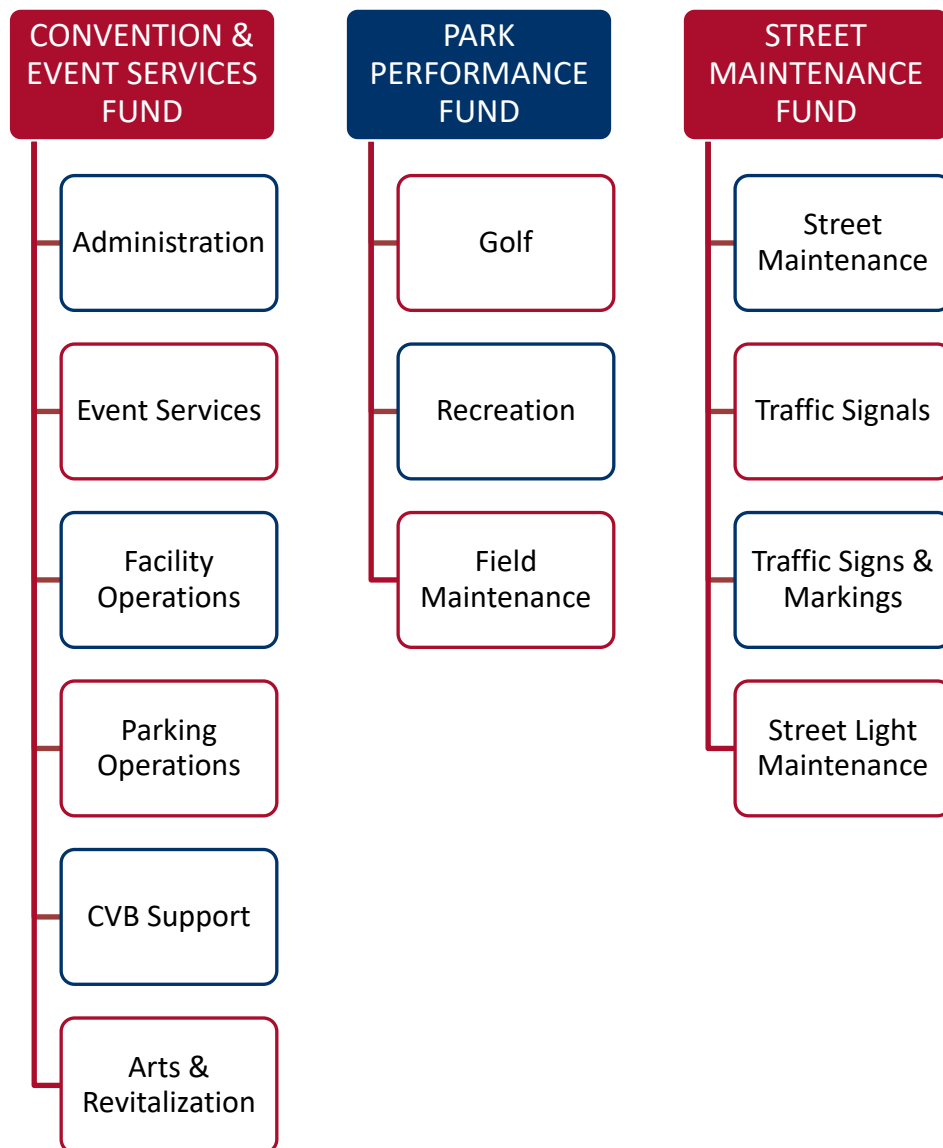 CONVENTION &
EVENT SERVICES
FUND
Administration
Event Services
Facility
Operations
Parking
Operations
CVB Support
Arts &
Revitalization
PARK
PERFORMANCE
FUND
Golf
Recreation
Field
Maintenance
STREET
MAINTENANCE
FUND
Street
Maintenance
Traffic Signals
Traffic Signs &
Markings
Street Light
Maintenance